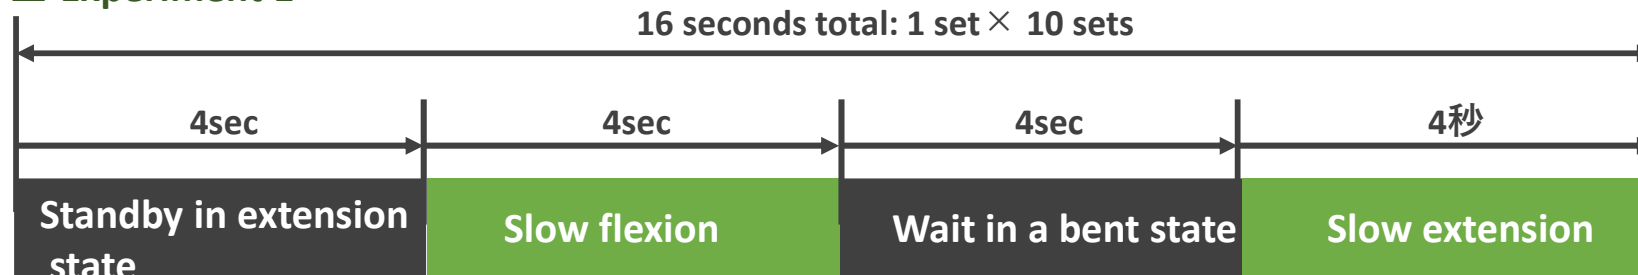 16 seconds total: 1 set × 10 sets
4sec
4sec
4sec
4秒
Standby in extension
state
Slow flexion
Wait in a bent state
Slow extension